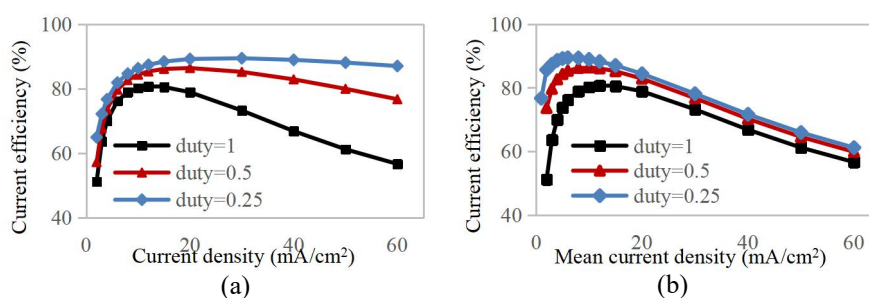 100
80
60
40
Current efficiency (%)
duty=1
duty=0.5
duty=0.25
0
20
40
60
Current density (mA/cm²)
(a)
100
80
60
40
Current efficiency (%)
duty=1
duty=0.5
duty=0.25
0
20
40
60
Mean current density (mA/cm²)
(b)